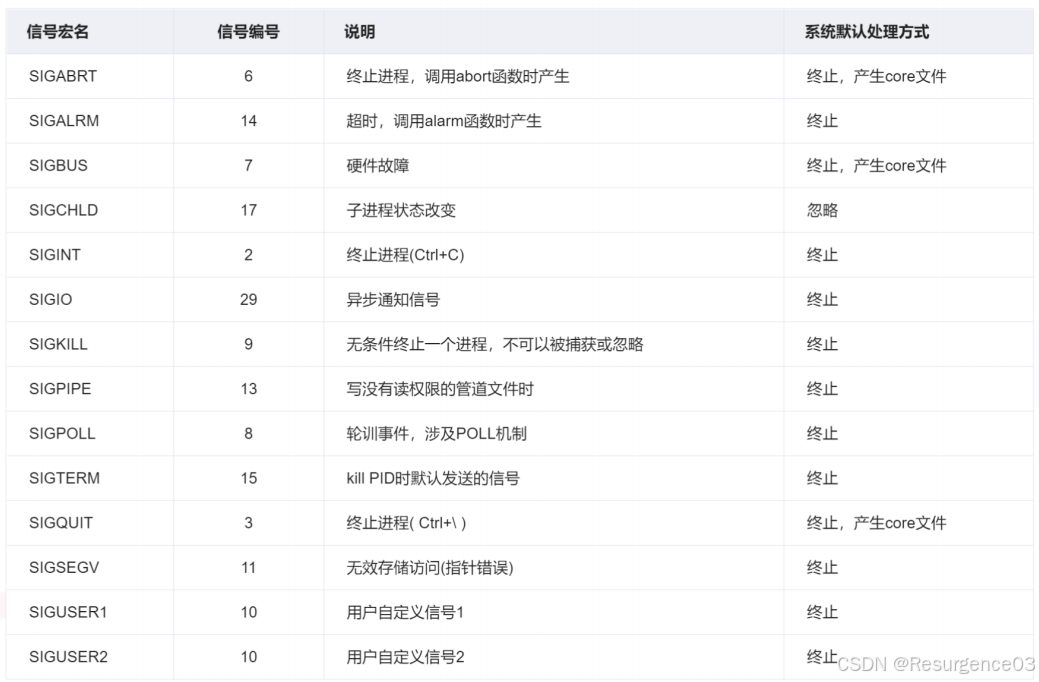 信号宏名 信号编号 说明 系统默认处理方式
SIGABRT 6 终止进程，调用abort函数时产生 终止，产生core文件
SIGALRM 14 超时，调用alarm函数时产生 终止
SIGBUS 7 硬件故障 终止，产生core文件
SIGCHLD 17 子进程状态改变 忽略
SIGINT 2 终止进程(Ctrl+C) 终止
SIGIO 29 异步通知信号 终止
SIGKILL 9 无条件终止一个进程，不可以被捕获或忽略 终止
SIGPIPE 13 写没有读权限的管道文件时 终止
SIGPOLL 8 轮训事件，涉及POLL机制 终止
SIGTERM 15 kill PID时默认发送的信号 终止
SIGQUIT 3 终止进程( Ctrl+\ ) 终止，产生core文件
SIGSEGV 11 无效存储访问(指针错误) 终止
SIGUSER1 10 用户自定义信号1 终止
SIGUSER2 10 用户自定义信号2 终止
CSDN @Resurgence03